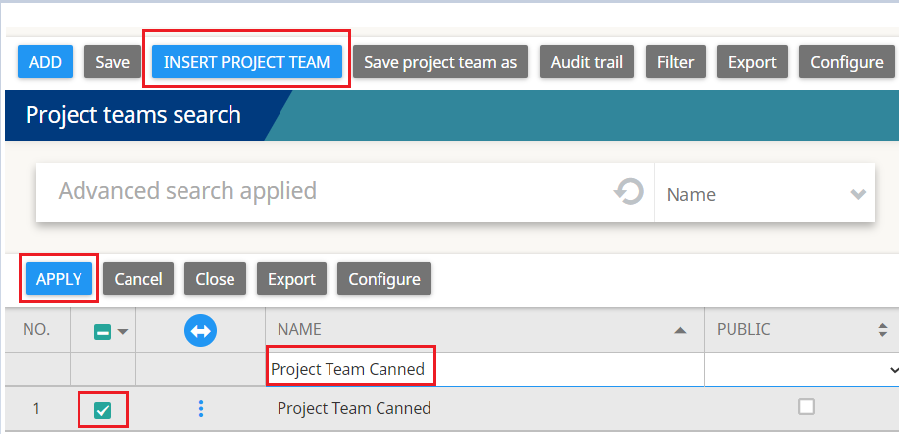 ADD Save INSERT PROJECT TEAM Save project team as Audit trail Filter Export Configure
Project teams search
Advanced search applied Name
APPLY Cancel Close Export Configure
NO. NAME PUBLIC
Project Team Canned
1 Project Team Canned